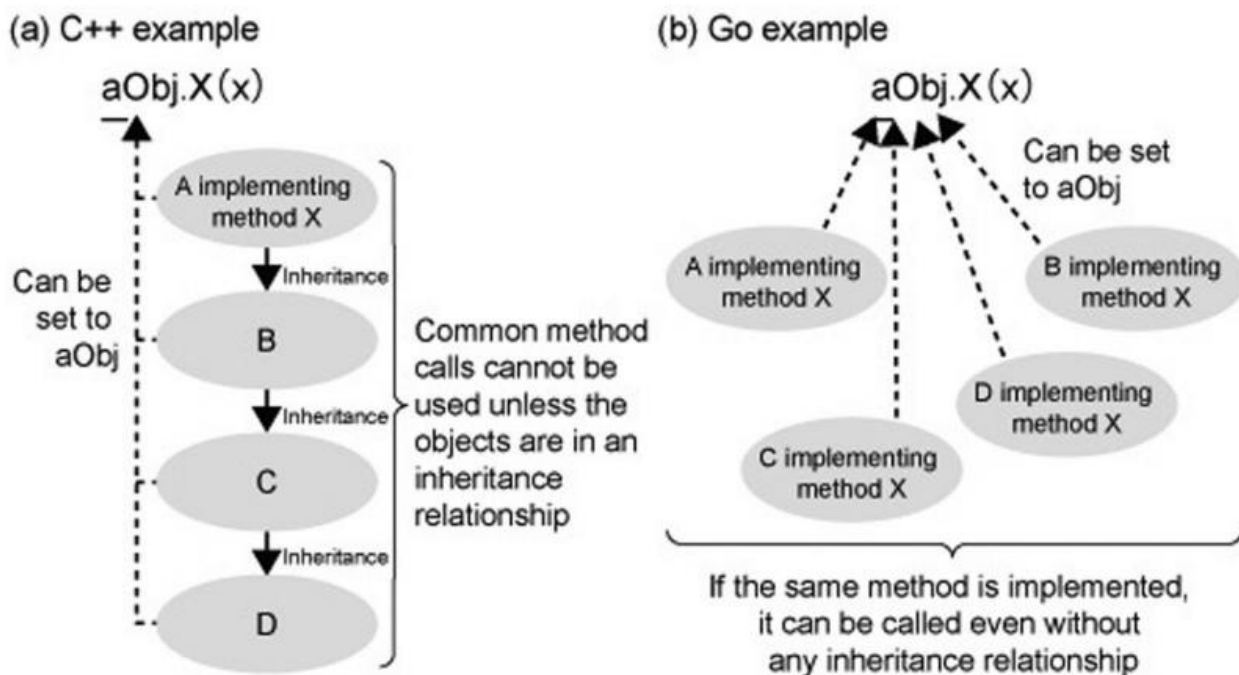 (a) C++ example
aObj.X(x)
A implementing
method X
Inheritance
Can be
set to
aObj
B
Inheritance
C
Inheritance
D
Common method
calls cannot be
used unless the
objects are in an
inheritance
relationship
(b) Go example
aObj.X(x)
Can be set
to aObj
A implementing
method X
B implementing
method X
D implementing
method X
C implementing
method X
If the same method is implemented,
it can be called even without
any inheritance relationship